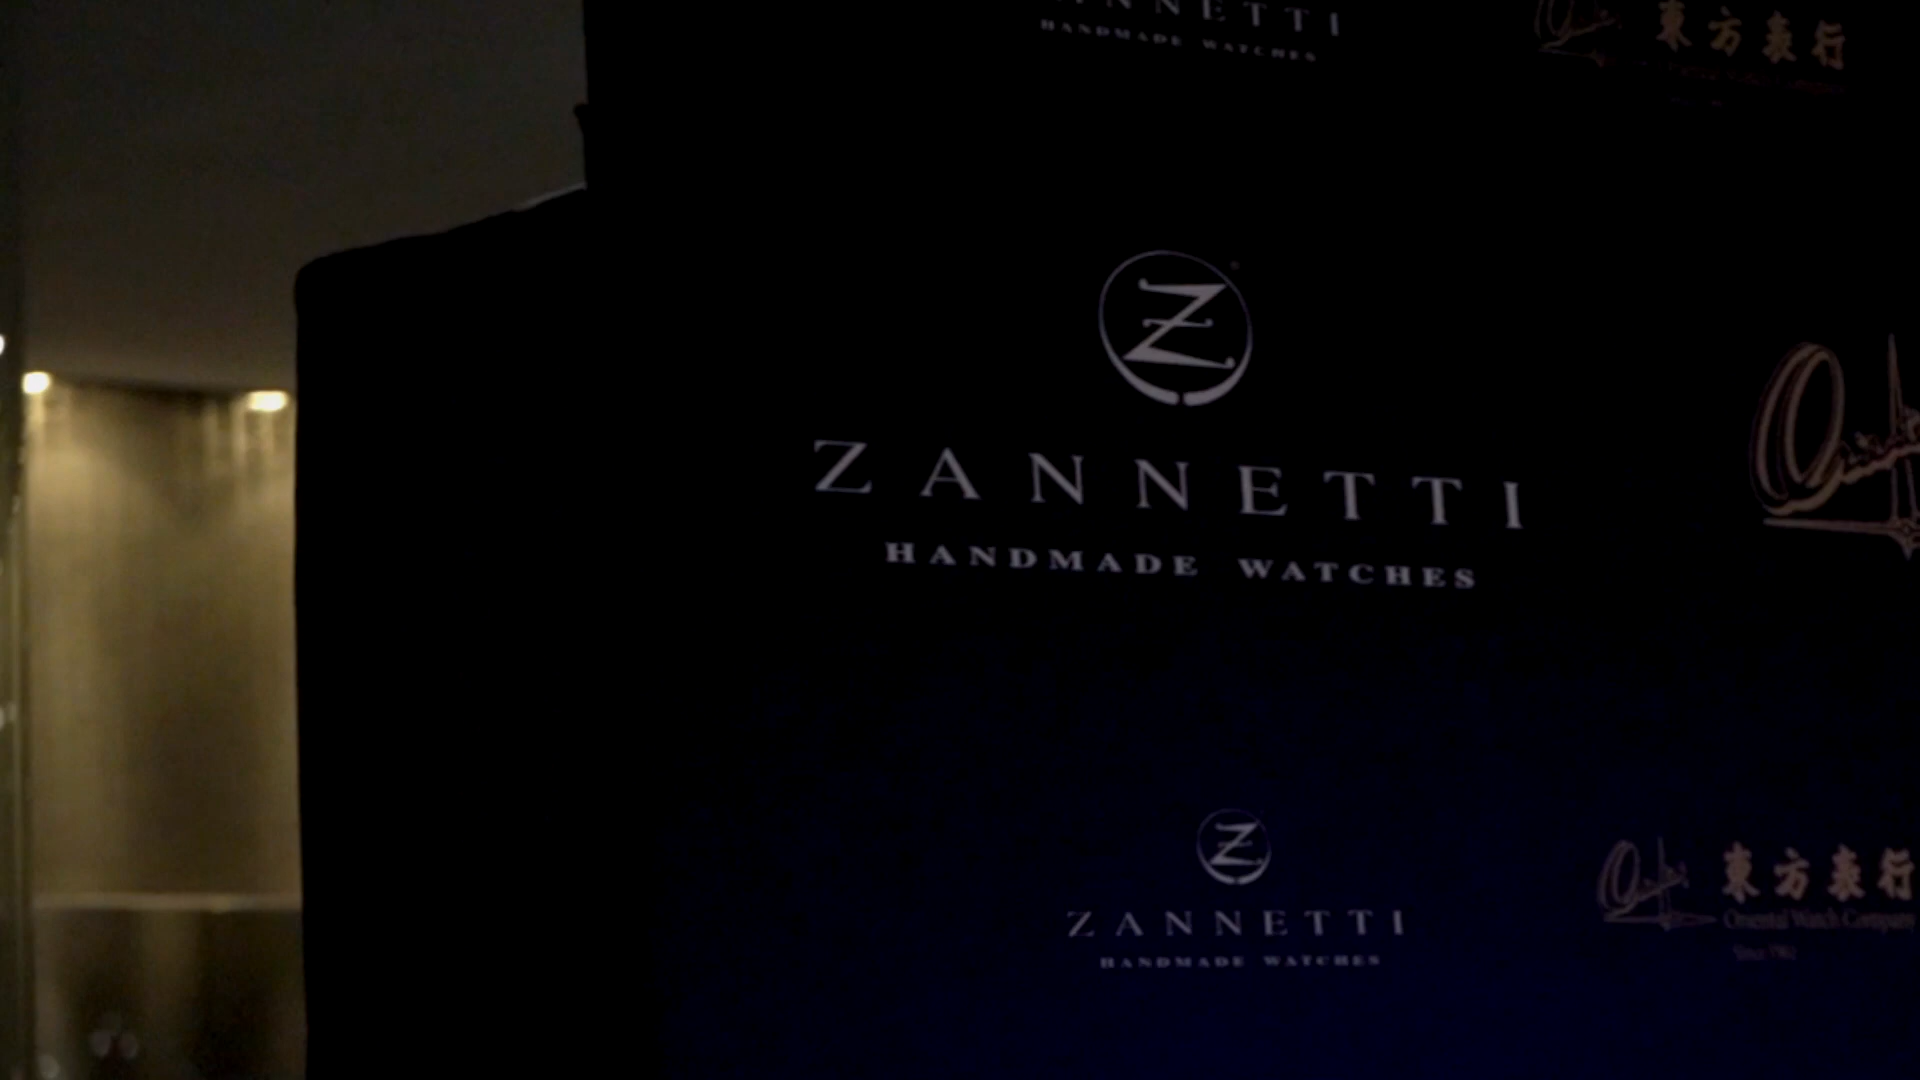 HANDMADE WATCHES
東方表行
Z
ZANNETTI
HANDMADE WATCHES
Z
ZANNETTI
HANDMADE WATCHES
東方表行
Oriental Watch Company